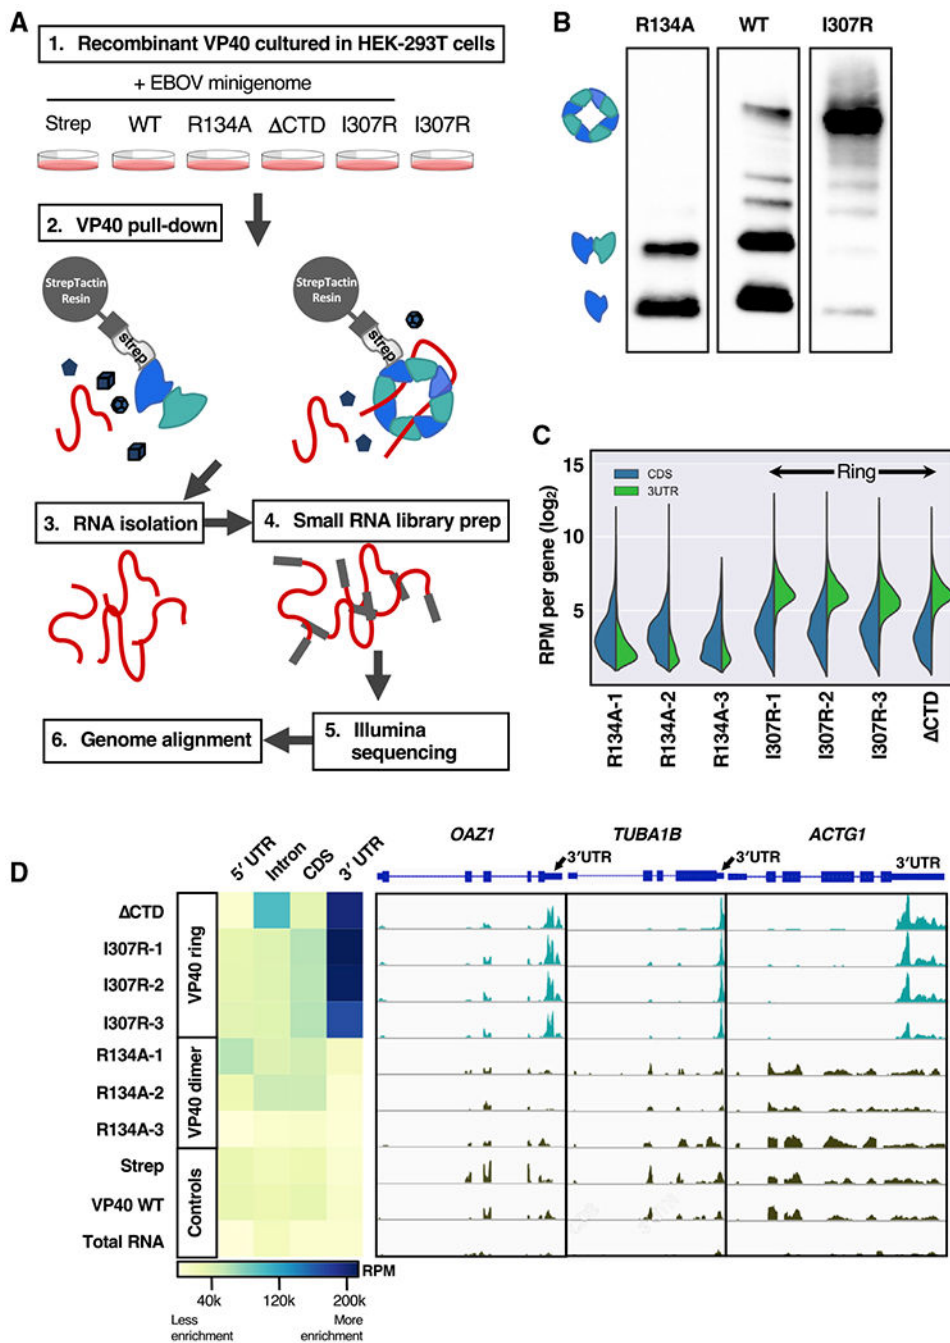 A
1. Recombinant VP40 cultured in HEK-293T cells
+ EBOV minigenome
Strep WT R134A ΔCTD I307R I307R
2. VP40 pull-down
StrepTactin
Resin
strep
StrepTactin
Resin
strep
3. RNA isolation
4. Small RNA library prep
5. Illumina
sequencing
6. Genome alignment
B
R134A WT I307R
C
15
10
5
RPM per gene (log₂)
CDS
3UTR
Ring
R134A-1
R134A-2
R134A-3
I307R-1
I307R-2
I307R-3
ΔCTD
D
5′ UTR
Intron
CDS
3′ UTR
OAZ1 TUBA1B ACTG1
3′UTR 3′UTR 3′UTR
ΔCTD
I307R-1
I307R-2
I307R-3
R134A-1
R134A-2
R134A-3
Strep
VP40 WT
Total RNA
VP40 ring
VP40 dimer
Controls
RPM
40k 120k 200k
Less
enrichment
More
enrichment